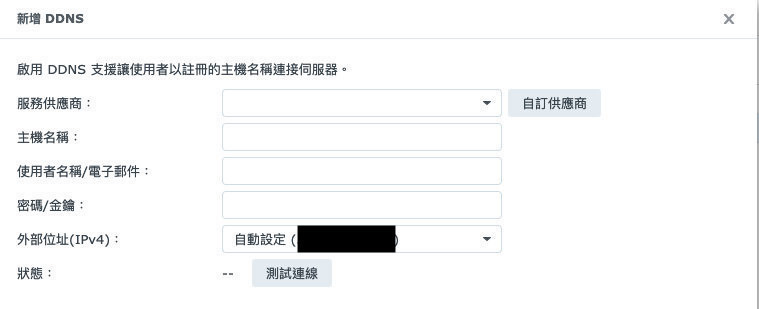 新增 DDNS
啟用 DDNS 支援讓使用者以註冊的主機名稱連接伺服器。
服務供應商： 自訂供應商
主機名稱：
使用者名稱/電子郵件：
密碼/金鑰：
外部位址(IPv4)： 自動設定 ( )
狀態： -- 測試連線